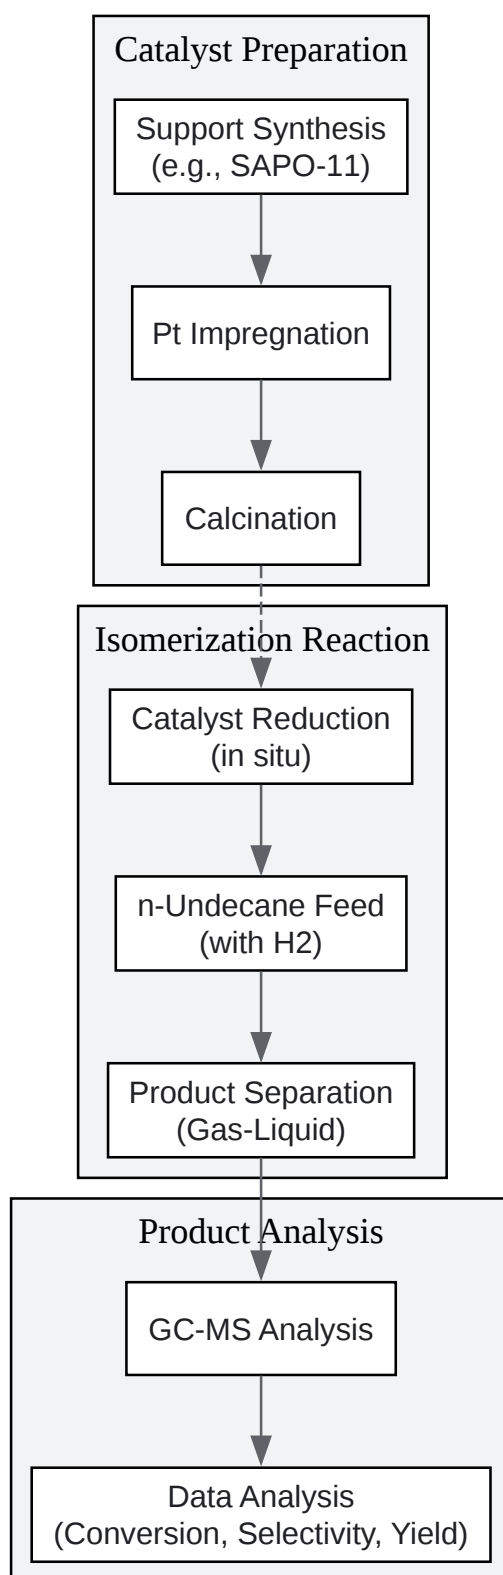 Catalyst Preparation
Support Synthesis
(e.g., SAPO-11)
Pt Impregnation
Calcination
Isomerization Reaction
Catalyst Reduction
(in situ)
n-Undecane Feed
(with H2)
Product Separation
(Gas-Liquid)
Product Analysis
GC-MS Analysis
Data Analysis
(Conversion, Selectivity, Yield)